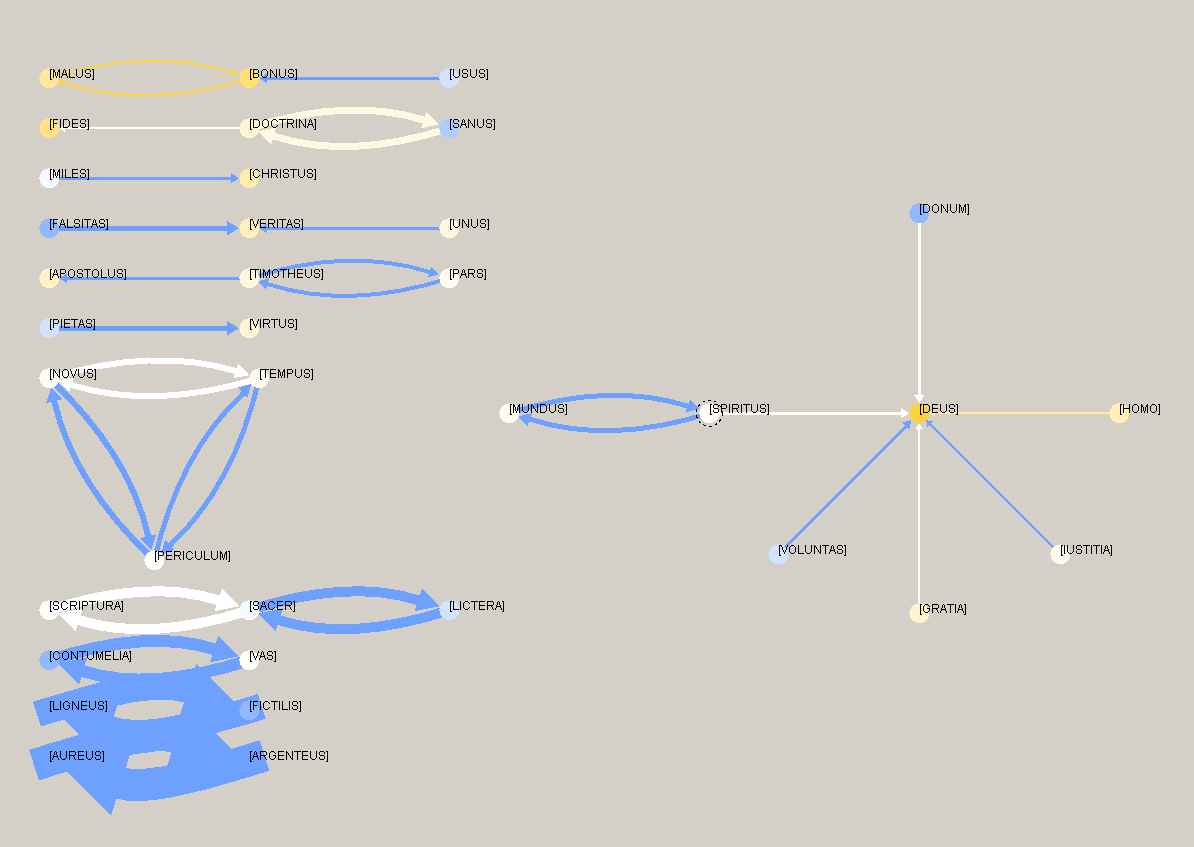 [MALUS] [BONUS] [USUS]
[FIDES] [DOCTRINA] [SANUS]
[MILES] [CHRISTUS]
[FALSITAS] [VERITAS] [UNUS]
[APOSTOLUS] [TIMOTHEUS] [PARS]
[PIETAS] [VIRTUS]
[NOVUS] [TEMPUS]
[PERICULUM]
[SCRIPTURA] [SACER] [LICTERA]
[CONTUMELIA] [VAS]
[LIGNEUS] [FICTILIS]
[AUREUS] [ARGENTEUS]
[DONUM]
[MUNDUS] [SPIRITUS] [DEUS] [HOMO]
[VOLUNTAS] [IUSTITIA]
[GRATIA]